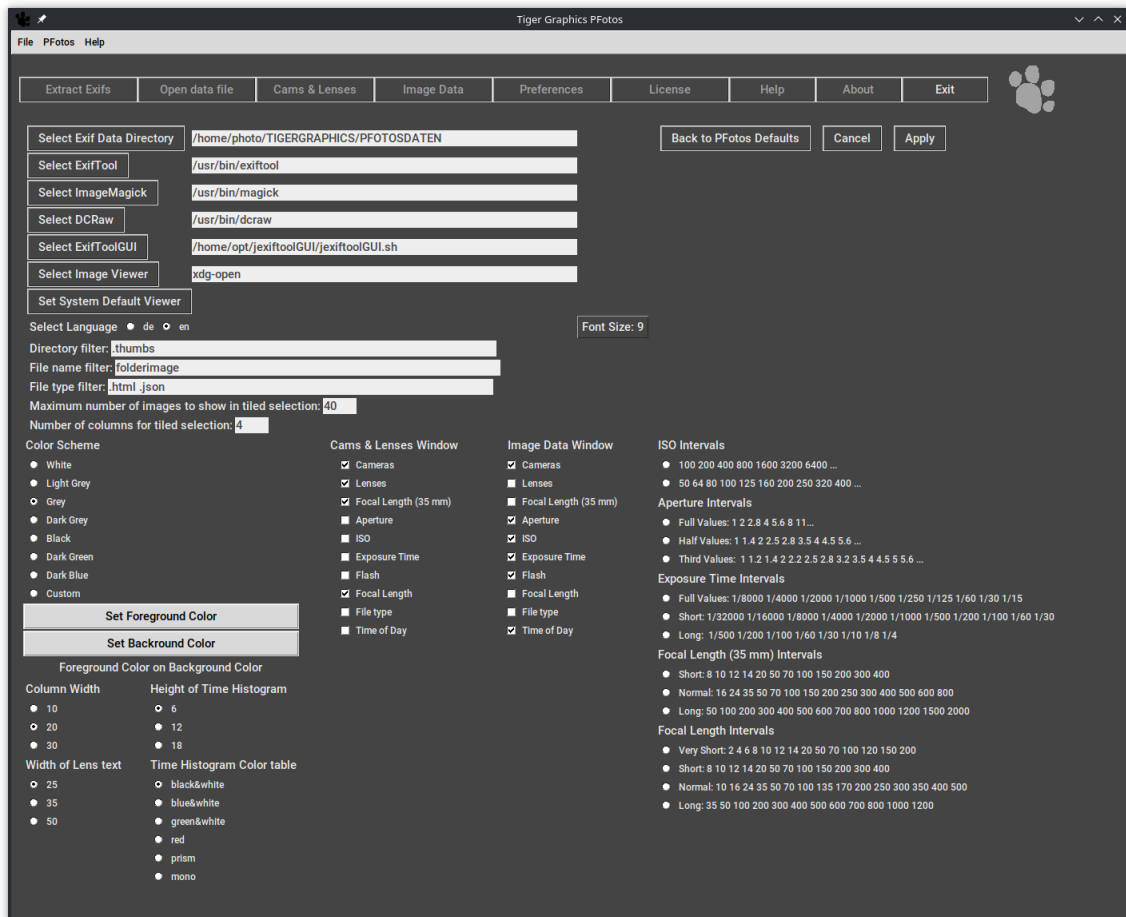 Tiger Graphics PFotos
File PFotos Help
Extract Exifs Open data file Cams & Lenses Image Data Preferences License Help About Exit
Select Exif Data Directory /home/photo/TIGERGRAPHICS/PFOTOSDATEN Back to PFotos Defaults Cancel Apply
Select ExifTool /usr/bin/exiftool
Select ImageMagick /usr/bin/magick
Select DCRaw /usr/bin/dcraw
Select ExifToolGUI /home/opt/jexiftoolGUI/jexiftoolGUI.sh
Select Image Viewer xdg-open
Set System Default Viewer
Select Language de en Font Size: 9
Directory filter: .thumbs
File name filter: folderimage
File type filter: .html .json
Maximum number of images to show in tiled selection: 40
Number of columns for tiled selection: 4
Color Scheme
White
Light Grey
Grey
Dark Grey
Black
Dark Green
Dark Blue
Custom
Set Foreground Color
Set Backround Color
Foreground Color on Background Color
Column Width
10
20
30
Width of Lens text
25
35
50
Height of Time Histogram
6
12
18
Time Histogram Color table
black&white
blue&white
green&white
red
prism
mono
Cams & Lenses Window
Cameras
Lenses
Focal Length (35 mm)
Aperture
ISO
Exposure Time
Flash
Focal Length
File type
Time of Day
Image Data Window
Cameras
Lenses
Focal Length (35 mm)
Aperture
ISO
Exposure Time
Flash
Focal Length
File type
Time of Day
ISO Intervals
100 200 400 800 1600 3200 6400 ...
50 64 80 100 125 160 200 250 320 400 ...
Aperture Intervals
Full Values: 1 2 2.8 4 5.6 8 11...
Half Values: 1 1.4 2 2.5 2.8 3.5 4 4.5 5.6 ...
Third Values: 1 1.2 1.4 2 2.2 2.5 2.8 3.2 3.5 4 4.5 5 5.6 ...
Exposure Time Intervals
Full Values: 1/8000 1/4000 1/2000 1/1000 1/500 1/250 1/125 1/60 1/30 1/15
Short: 1/32000 1/16000 1/8000 1/4000 1/2000 1/1000 1/500 1/200 1/100 1/60 1/30
Long: 1/500 1/200 1/100 1/60 1/30 1/10 1/8 1/4
Focal Length (35 mm) Intervals
Short: 8 10 12 14 20 50 70 100 150 200 300 400
Normal: 16 24 35 50 70 100 150 200 250 300 400 500 600 800
Long: 50 100 200 300 400 500 600 700 800 1000 1200 1500 2000
Focal Length Intervals
Very Short: 2 4 6 8 10 12 14 20 50 70 100 120 150 200
Short: 8 10 12 14 20 50 70 100 150 200 300 400
Normal: 10 16 24 35 50 70 100 135 170 200 250 300 350 400 500
Long: 35 50 100 200 300 400 500 600 700 800 1000 1200